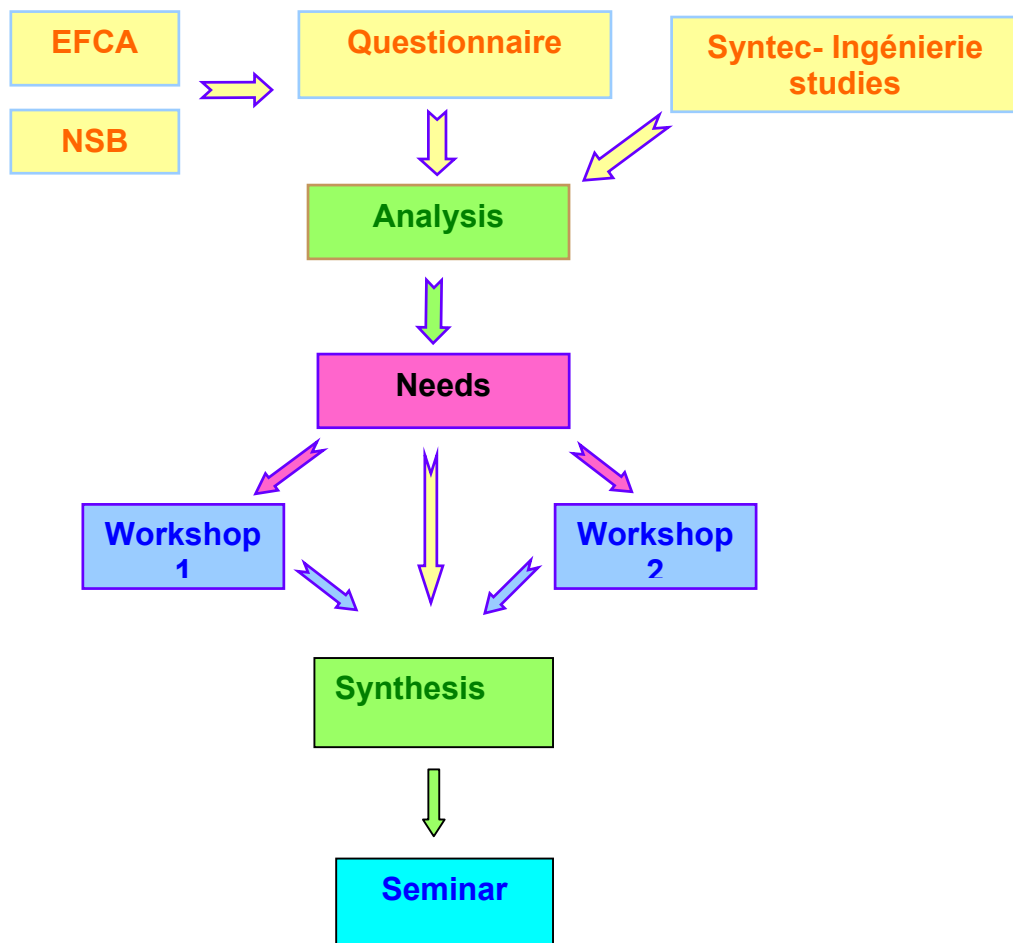 EFCA
NSB
Questionnaire
Syntec- Ingénierie
studies
Analysis
Needs
Workshop
1
Workshop
2
Synthesis
Seminar